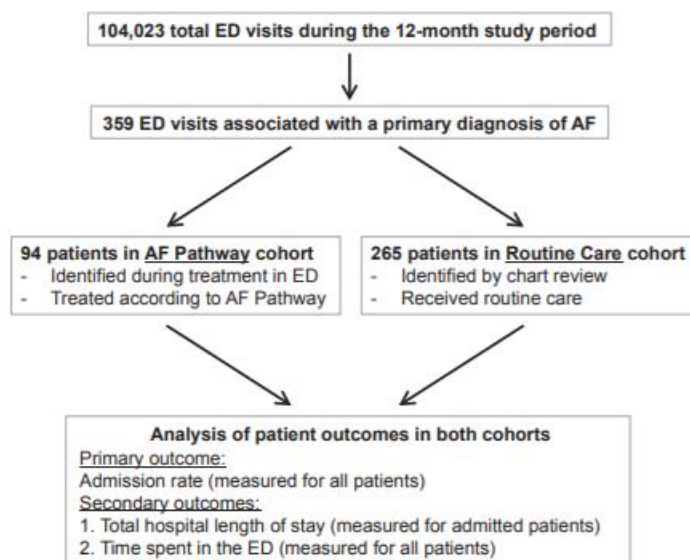 104,023 total ED visits during the 12-month study period
359 ED visits associated with a primary diagnosis of AF
94 patients in AF Pathway cohort
- Identified during treatment in ED
- Treated according to AF Pathway
265 patients in Routine Care cohort
- Identified by chart review
- Received routine care
Analysis of patient outcomes in both cohorts
Primary outcome:
Admission rate (measured for all patients)
Secondary outcomes:
1. Total hospital length of stay (measured for admitted patients)
2. Time spent in the ED (measured for all patients)